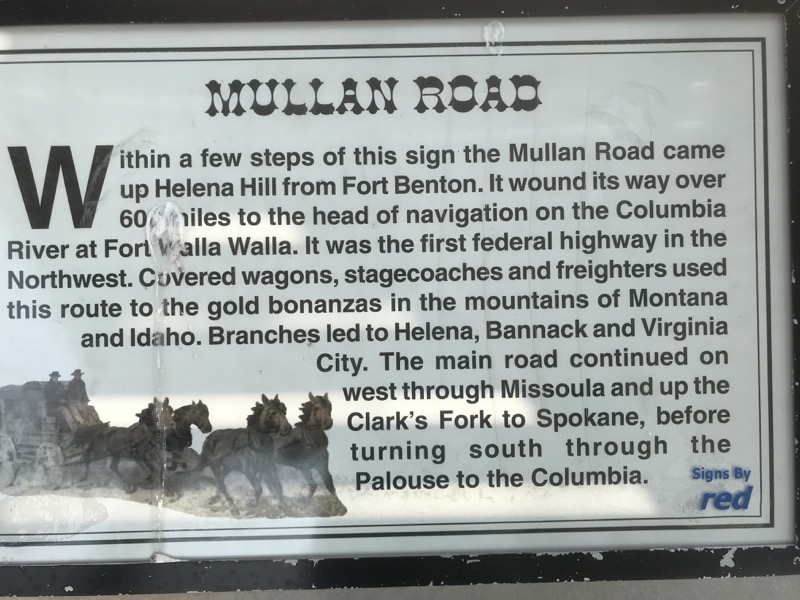 MULLAN ROAD
Within a few steps of this sign the Mullan Road came
up Helena Hill from Fort Benton. It wound its way over
to the head of navigation on the Columbia
River at Fort Walla Walla. It was the first federal highway in the
Northwest. Covered wagons, stagecoaches and freighters used
this route to the gold bonanzas in the mountains of Montana
and Idaho. Branches led to Helena, Bannack and Virginia
City. The main road continued on
west through Missoula and up the
Clark's Fork to Spokane, before
turning south through the
Palouse to the Columbia.
Signs By
red